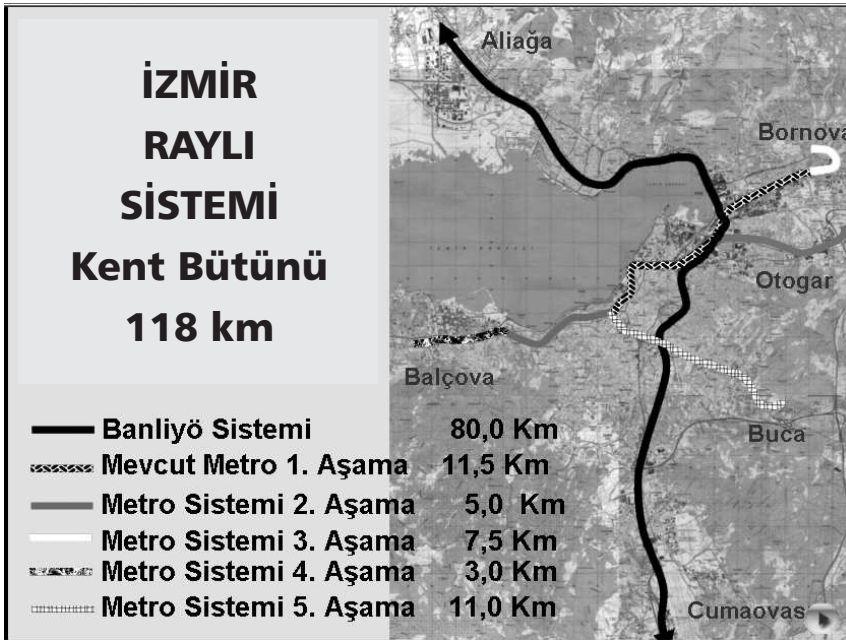 İZMİR
RAYLI
SİSTEMİ
Kent Bütünü
118 km
Aliağa
Bornova
Otogar
Balçova
Buca
Cumaovas
Banliyö Sistemi 80,0 Km
Mevcut Metro 1. Aşama 11,5 Km
Metro Sistemi 2. Aşama 5,0 Km
Metro Sistemi 3. Aşama 7,5 Km
Metro Sistemi 4. Aşama 3,0 Km
Metro Sistemi 5. Aşama 11,0 Km